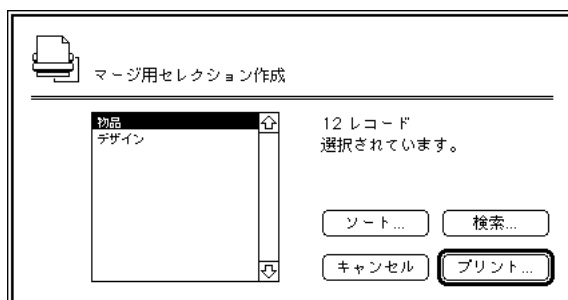 マージ用セレクション作成
物品
デザイン
12 レコード
選択されています。
ソート...
検索...
キャンセル
プリント...